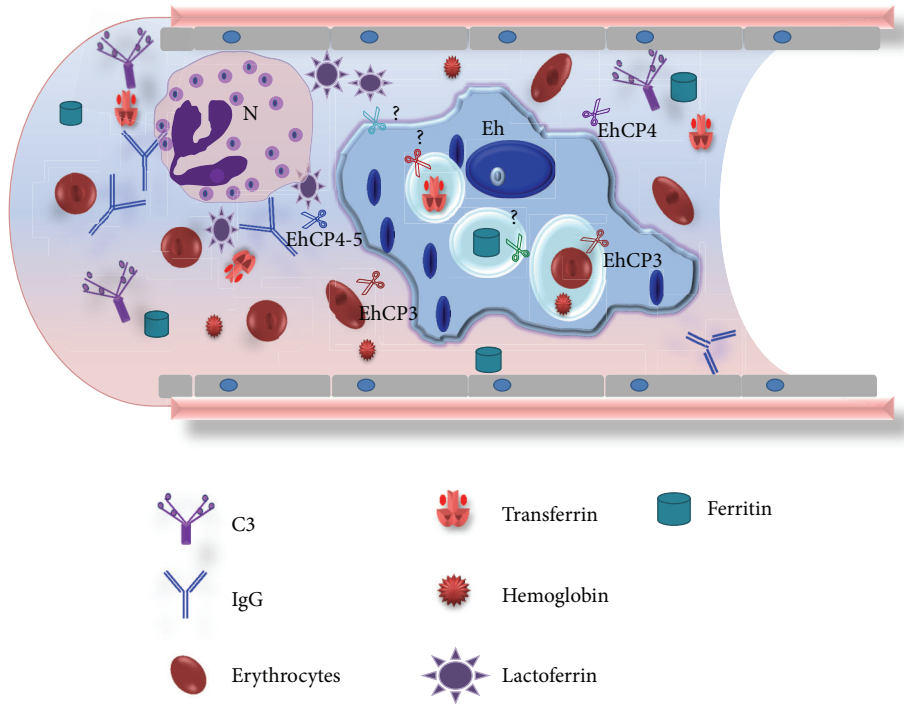 N
?
?
Eh
EhCP4
?
EhCP4-5
EhCP3
EhCP3
C3
Transferrin
Ferritin
IgG
Hemoglobin
Erythrocytes
Lactoferrin